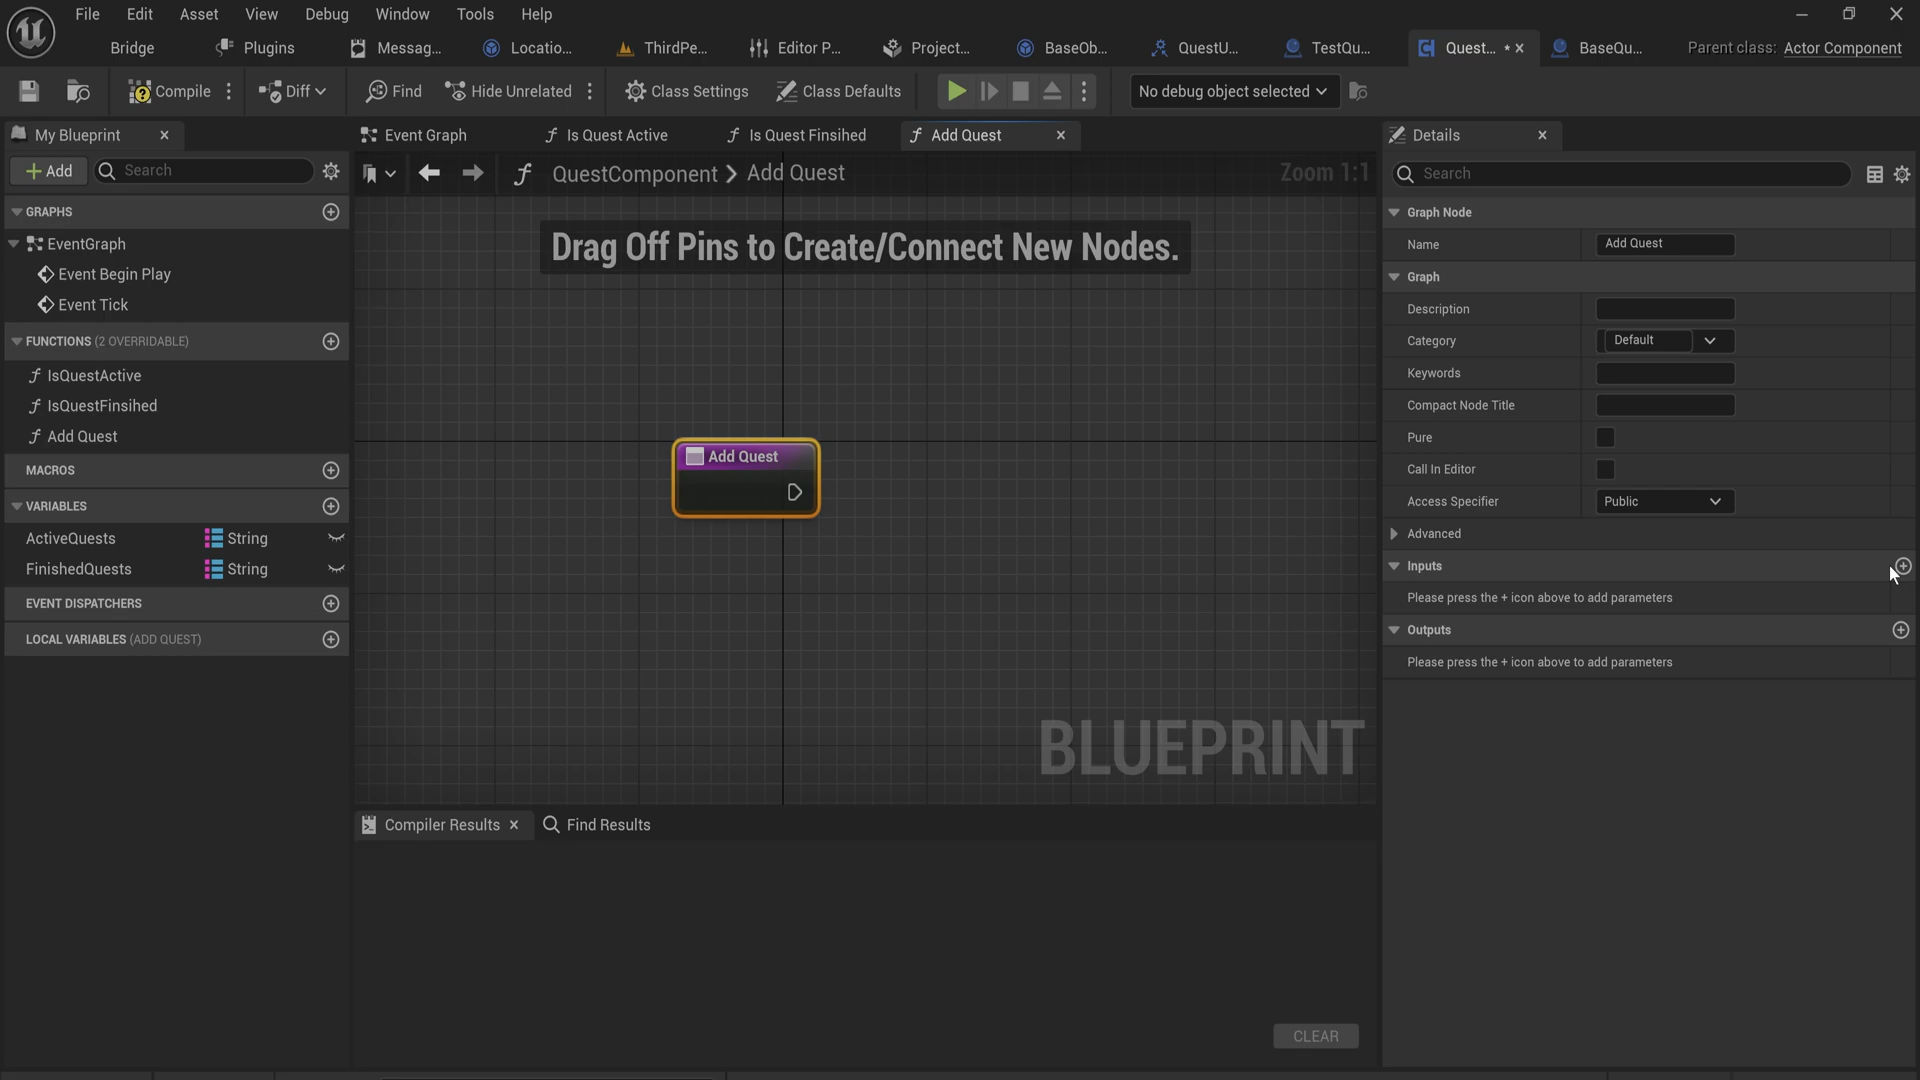 File Edit Asset View Debug Window Tools Help
Bridge Plugins Messag... Locatio... ThirdPe... Editor P... Project... BaseOb... QuestU... TestQu... Quest... * BaseQu... Parent class: Actor Component
Compile Diff Find Hide Unrelated Class Settings Class Defaults No debug object selected
My Blueprint Event Graph Is Quest Active Is Quest Finsihed Add Quest Details
+ Add Search QuestComponent > Add Quest Zoom 1:1 Search
GRAPHS
EventGraph
Event Begin Play
Event Tick
FUNCTIONS (2 OVERRIDABLE)
IsQuestActive
IsQuestFinsihed
Add Quest
MACROS
VARIABLES
ActiveQuests String
FinishedQuests String
EVENT DISPATCHERS
LOCAL VARIABLES (ADD QUEST)
Drag Off Pins to Create/Connect New Nodes.
Add Quest
BLUEPRINT
Compiler Results Find Results
CLEAR
Graph Node
Name Add Quest
Graph
Description
Category Default
Keywords
Compact Node Title
Pure
Call In Editor
Access Specifier Public
Advanced
Inputs
Please press the + icon above to add parameters
Outputs
Please press the + icon above to add parameters